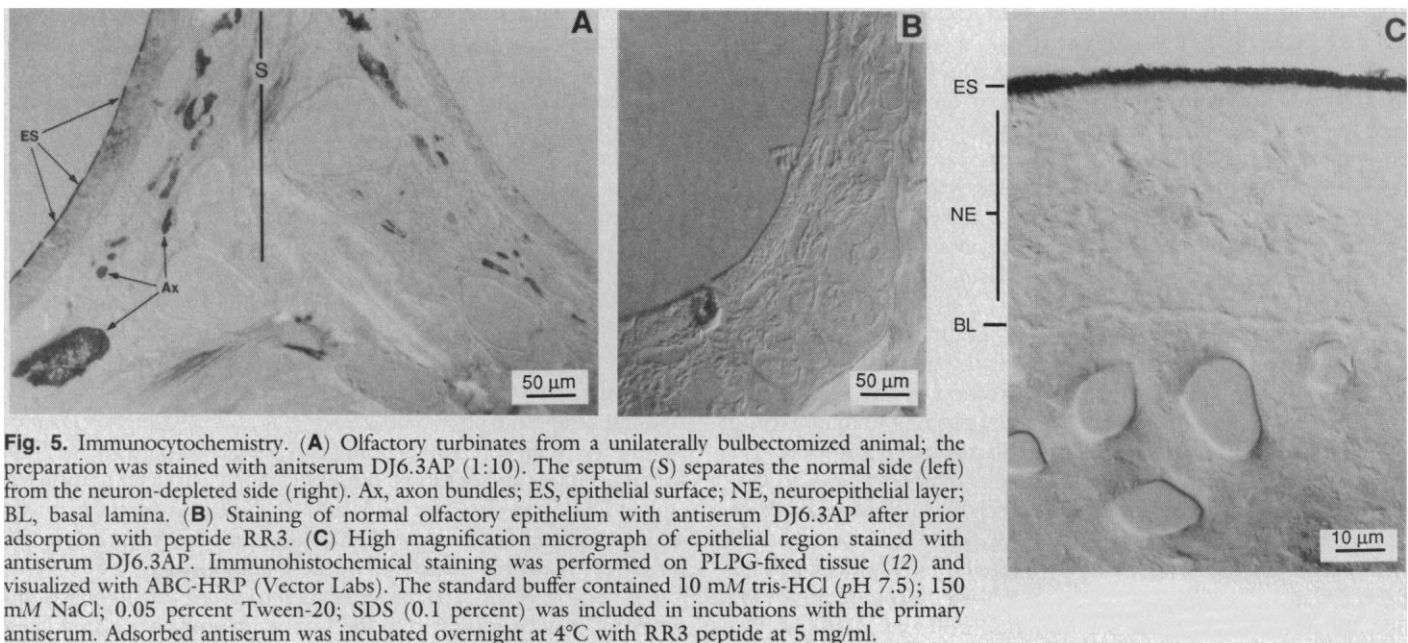 A
S
ES
Ax
50 μm
B
50 μm
C
ES
NE
BL
10 μm
Fig. 5. Immunocytochemistry. (A) Olfactory turbinates from a unilaterally bulbectomized animal; the
preparation was stained with anitserum DJ6.3AP (1:10). The septum (S) separates the normal side (left)
from the neuron-depleted side (right). Ax, axon bundles; ES, epithelial surface; NE, neuroepithelial layer;
BL, basal lamina. (B) Staining of normal olfactory epithelium with antiserum DJ6.3AP after prior
adsorption with peptide RR3. (C) High magnification micrograph of epithelial region stained with
antiserum DJ6.3AP. Immunohistochemical staining was performed on PLPG-fixed tissue (12) and
visualized with ABC-HRP (Vector Labs). The standard buffer contained 10 mM tris-HCl (pH 7.5); 150
mM NaCl; 0.05 percent Tween-20; SDS (0.1 percent) was included in incubations with the primary
antiserum. Adsorbed antiserum was incubated overnight at 4°C with RR3 peptide at 5 mg/ml.